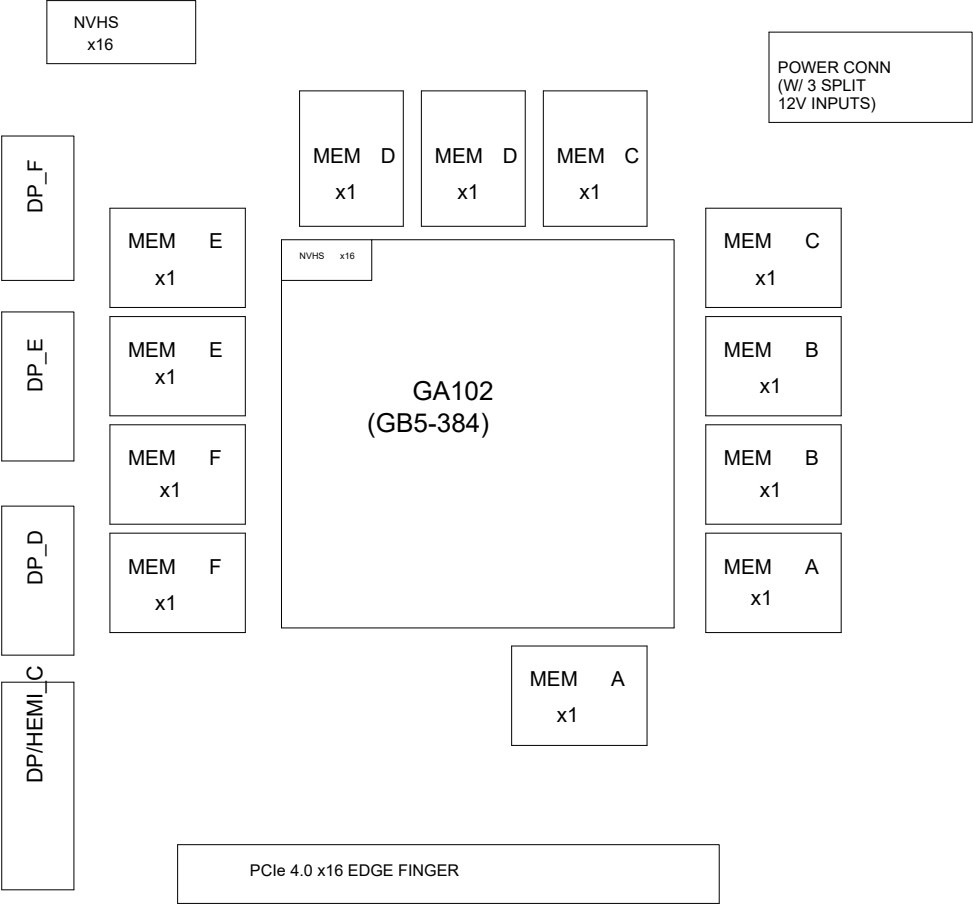 NVHS
x16
POWER CONN
(W/ 3 SPLIT
12V INPUTS)
MEM D
x1
MEM D
x1
MEM C
x1
DP_F
MEM E
x1
NVHS x16
MEM C
x1
DP_E
MEM E
x1
GA102
(GB5-384)
MEM B
x1
MEM F
x1
MEM B
x1
DP_D
MEM F
x1
MEM A
x1
DP/HEMI_C
MEM A
x1
PCIe 4.0 x16 EDGE FINGER